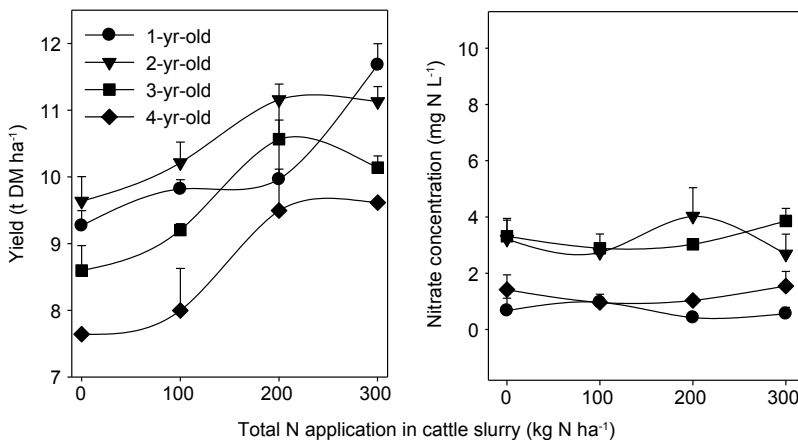 12
11
10
9
8
7
Yield (t DM ha⁻¹)
1-yr-old
2-yr-old
3-yr-old
4-yr-old
0 100 200 300
10
8
6
4
2
0
Nitrate concentration (mg N L⁻¹)
0 100 200 300
Total N application in cattle slurry (kg N ha⁻¹)